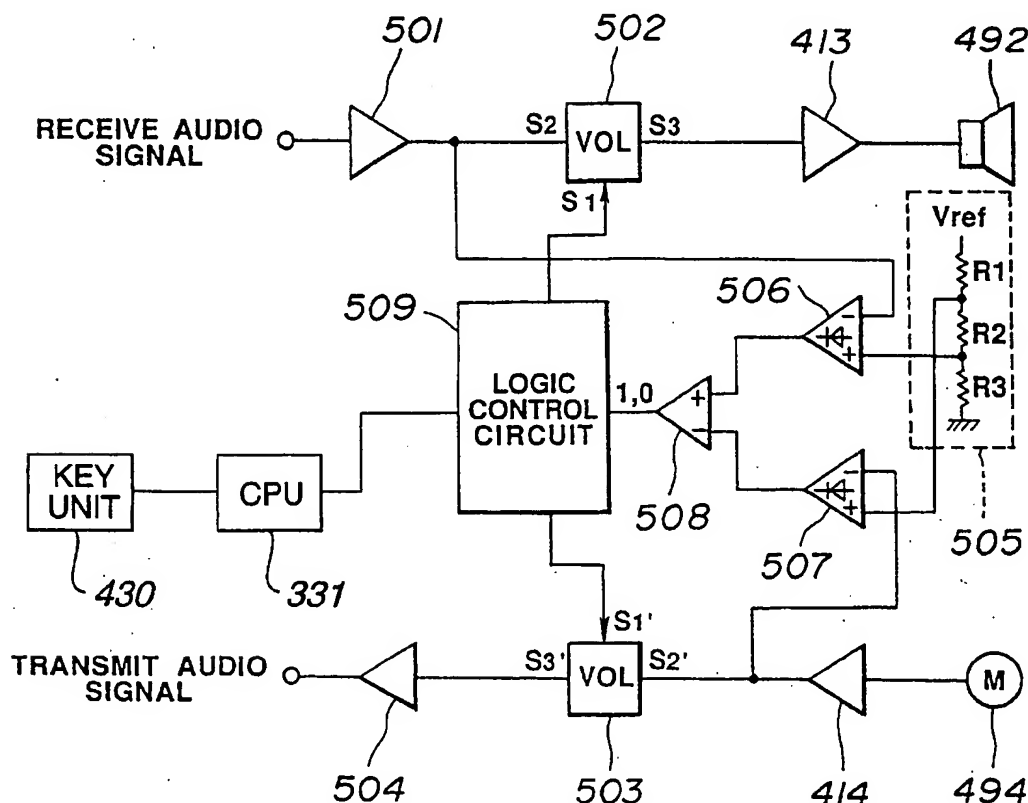 501
502
413
492
RECEIVE AUDIO
SIGNAL
S2
VOL
S3
S1
Vref
R1
R2
R3
509
506
LOGIC
CONTROL
CIRCUIT
1,0
+
−
−
+
508
−
+
507
505
KEY
UNIT
CPU
430
331
TRANSMIT AUDIO
SIGNAL
S1'
S3'
VOL
S2'
M
504
503
414
494